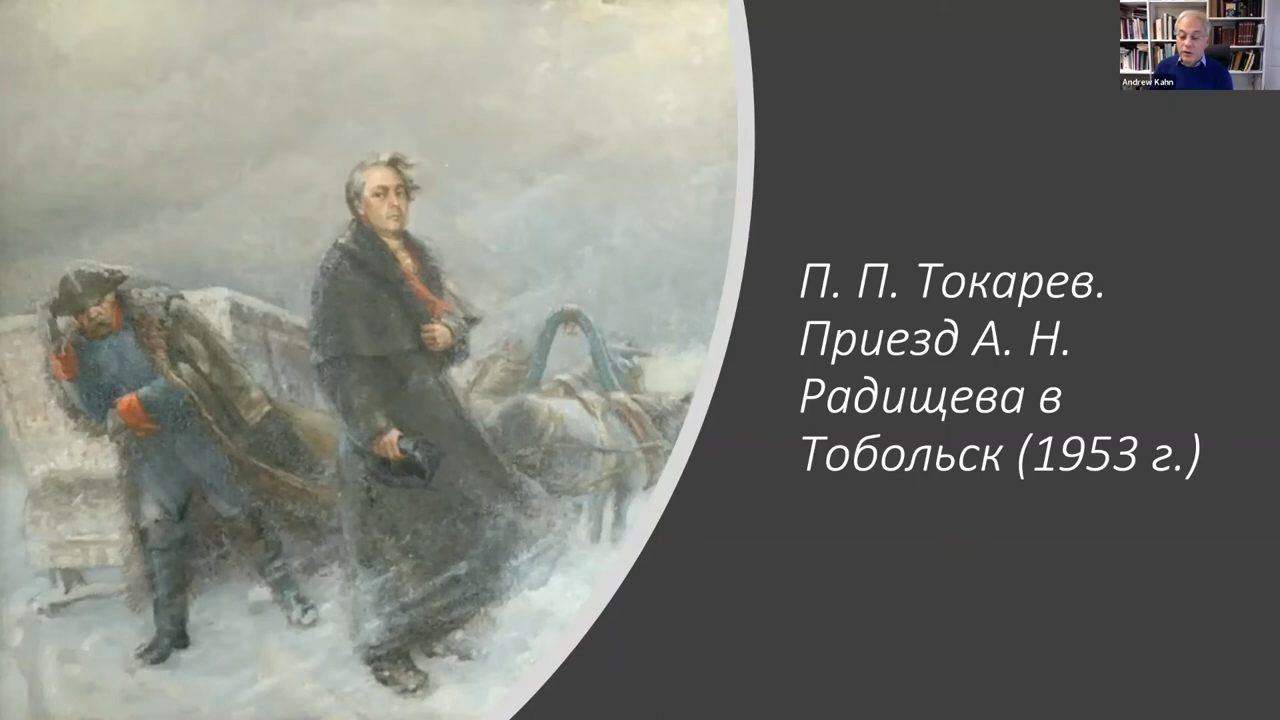 Andrew Kahn
П. П. Токарев.
Приезд А. Н.
Радищева в
Тобольск (1953 г.)